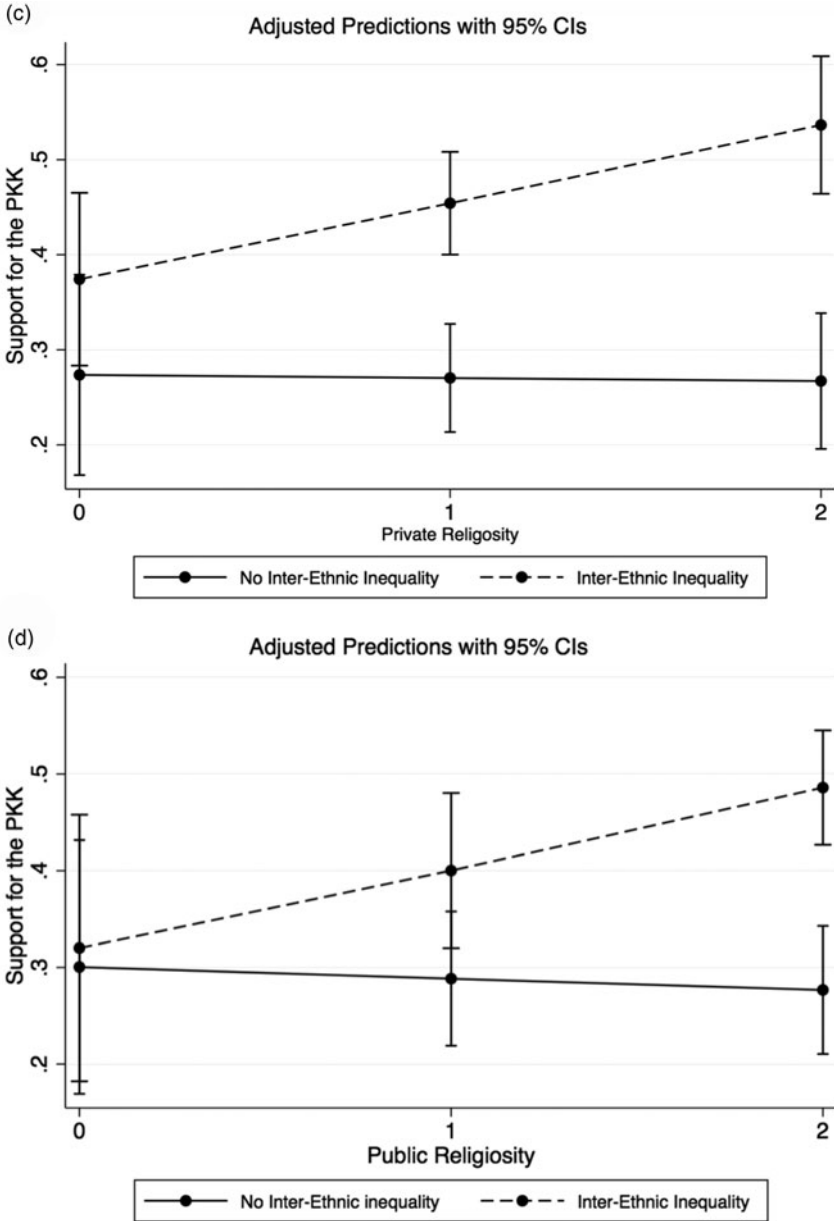 (c)
Adjusted Predictions with 95% CIs
Support for the PKK
.6
.5
.4
.3
.2
0 1 2
Private Religosity
No Inter-Ethnic Inequality Inter-Ethnic Inequality
(d)
Adjusted Predictions with 95% CIs
Support for the PKK
.6
.5
.4
.3
.2
0 1 2
Public Religiosity
No Inter-Ethnic inequality Inter-Ethnic Inequality